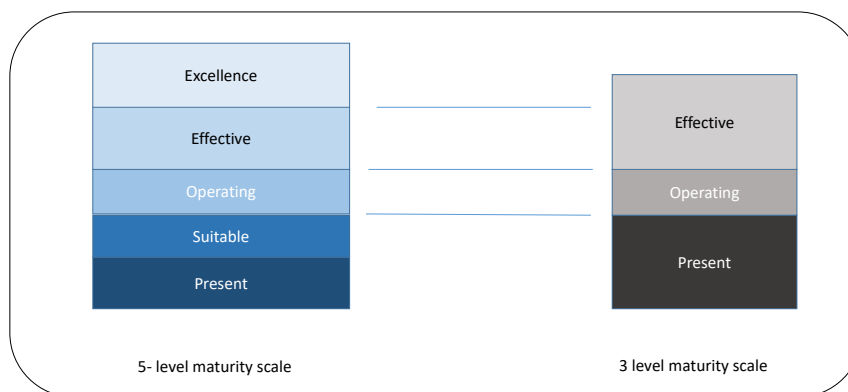 Excellence
Effective
Operating
Suitable
Present
5- level maturity scale
Effective
Operating
Present
3 level maturity scale